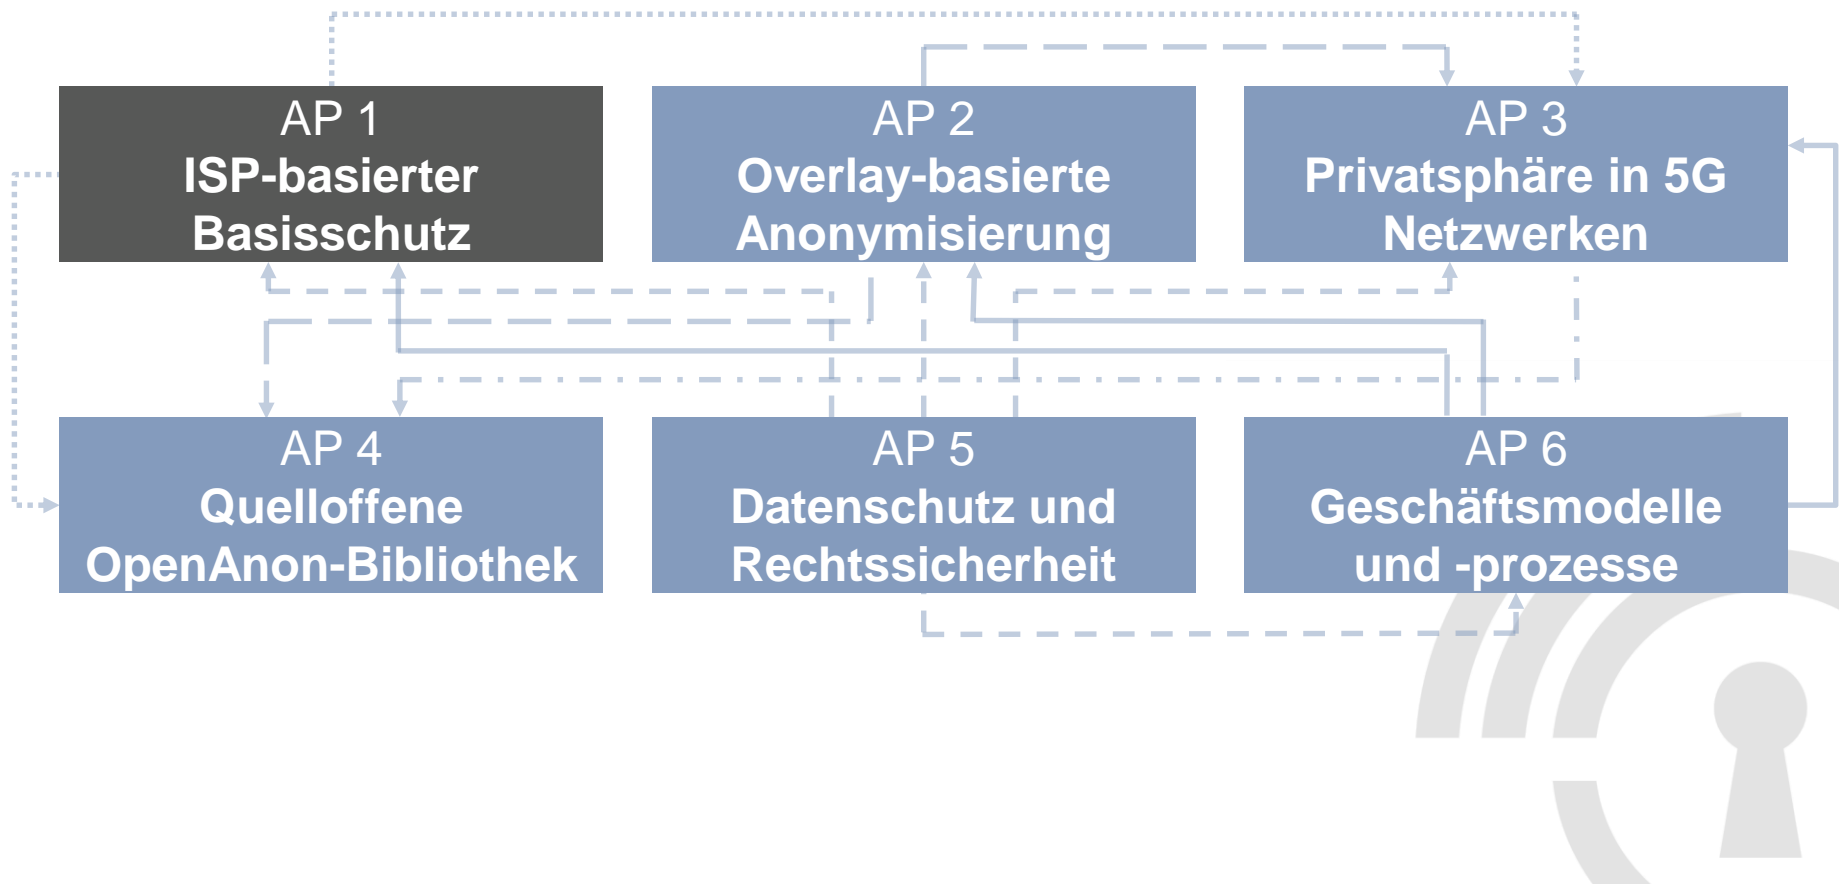 AP 1
ISP-basierter
Basisschutz
AP 2
Overlay-basierte
Anonymisierung
AP 3
Privatsphäre in 5G
Netzwerken
AP 4
Quelloffene
OpenAnon-Bibliothek
AP 5
Datenschutz und
Rechtssicherheit
AP 6
Geschäftsmodelle
und -prozesse